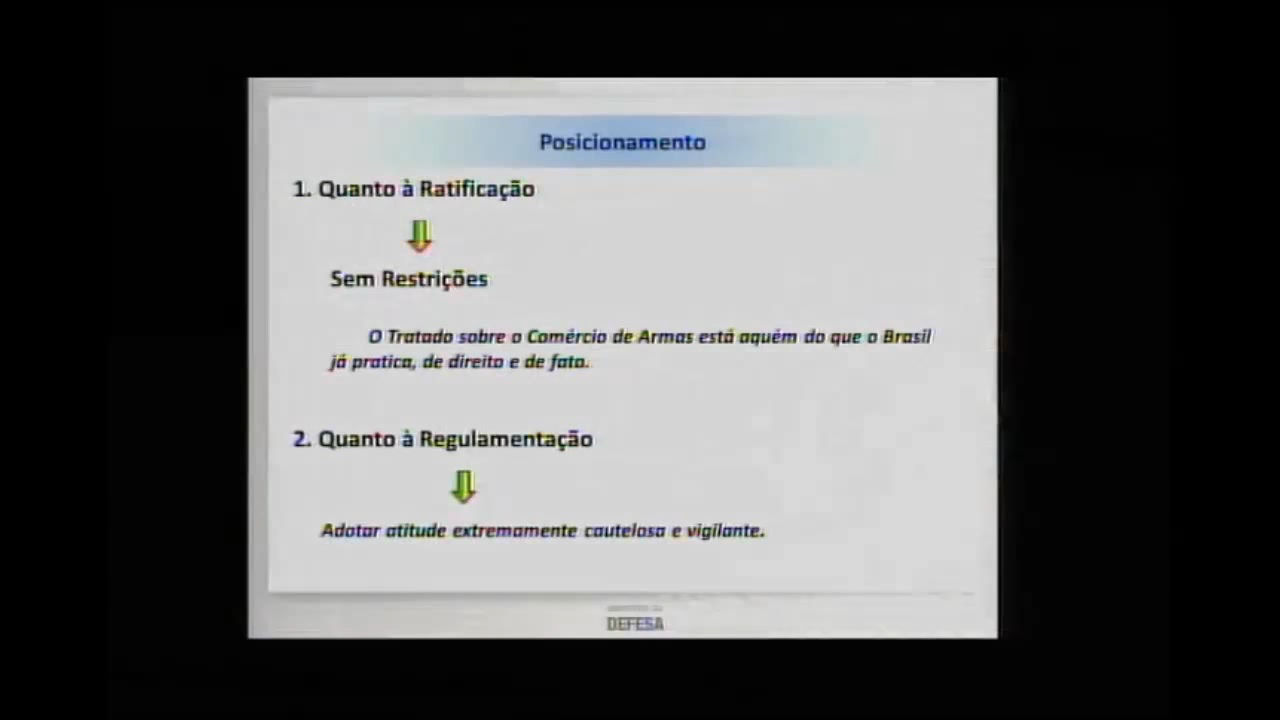 Posicionamento
1. Quanto à Ratificação
Sem Restrições
O Tratado sobre o Comércio de Armas está aquém do que o Brasil
já pratica, de direito e de fato.
2. Quanto à Regulamentação
Adotar atitude extremamente cautelosa e vigilante.
DEFESA